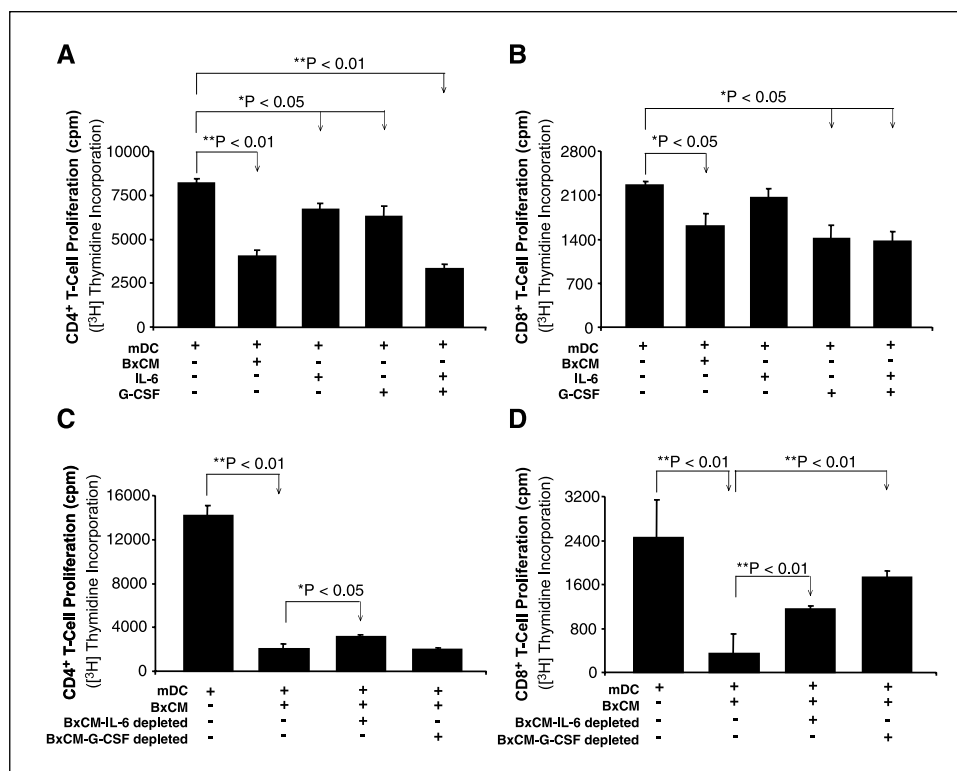 A
**P < 0.01
*P < 0.05
**P < 0.01
CD4+ T-Cell Proliferation (cpm)
([3H] Thymidine Incorporation)
10000
7500
5000
2500
0
mDC + + + + +
BxCM - + - - -
IL-6 - - + - +
G-CSF - - - + +
B
*P < 0.05
*P < 0.05
CD8+ T-Cell Proliferation (cpm)
([3H] Thymidine Incorporation)
2800
2100
1400
700
0
mDC + + + + +
BxCM - + - - -
IL-6 - - + - +
G-CSF - - - + +
C
**P < 0.01
*P < 0.05
CD4+ T-Cell Proliferation (cpm)
([3H] Thymidine Incorporation)
16000
12000
8000
4000
0
mDC + + + +
BxCM - + + +
BxCM-IL-6 depleted - - + -
BxCM-G-CSF depleted - - - +
D
**P < 0.01
**P < 0.01
**P < 0.01
CD8+ T-Cell Proliferation (cpm)
([3H] Thymidine Incorporation)
3200
2400
1600
800
0
mDC + + + +
BxCM - + + +
BxCM-IL-6 depleted - - + -
BxCM-G-CSF depleted - - - +